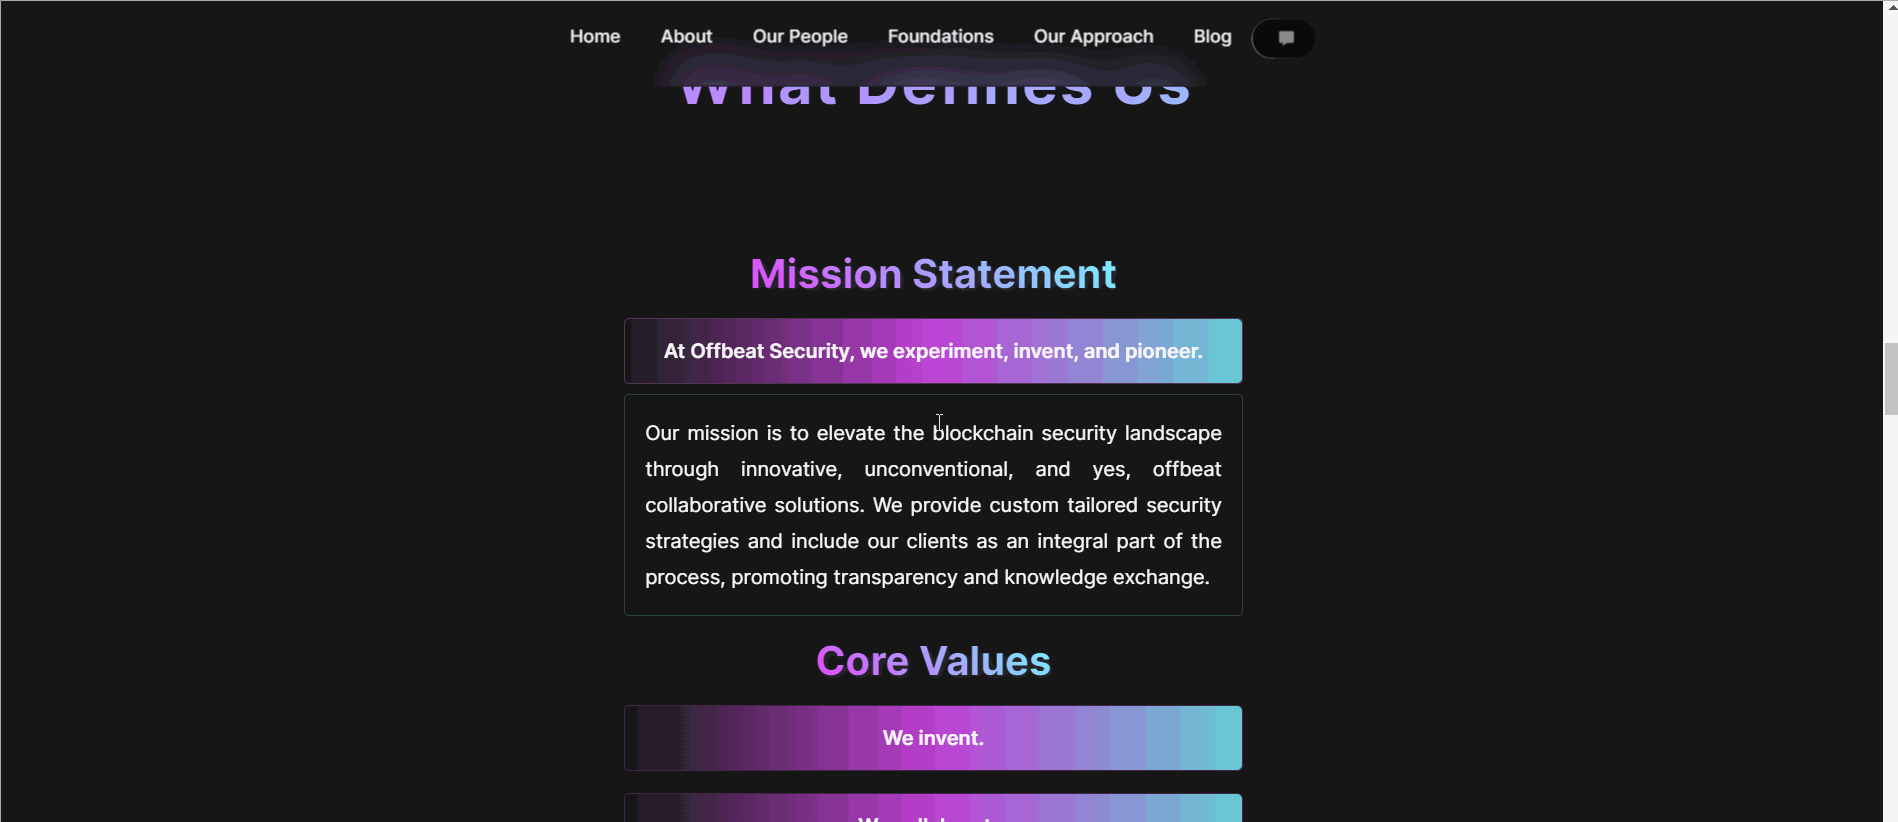 Home About Our People Foundations Our Approach Blog
What Defines Us
Mission Statement
At Offbeat Security, we experiment, invent, and pioneer.
Our mission is to elevate the blockchain security landscape
through innovative, unconventional, and yes, offbeat
collaborative solutions. We provide custom tailored security
strategies and include our clients as an integral part of the
process, promoting transparency and knowledge exchange.
Core Values
We invent.
We